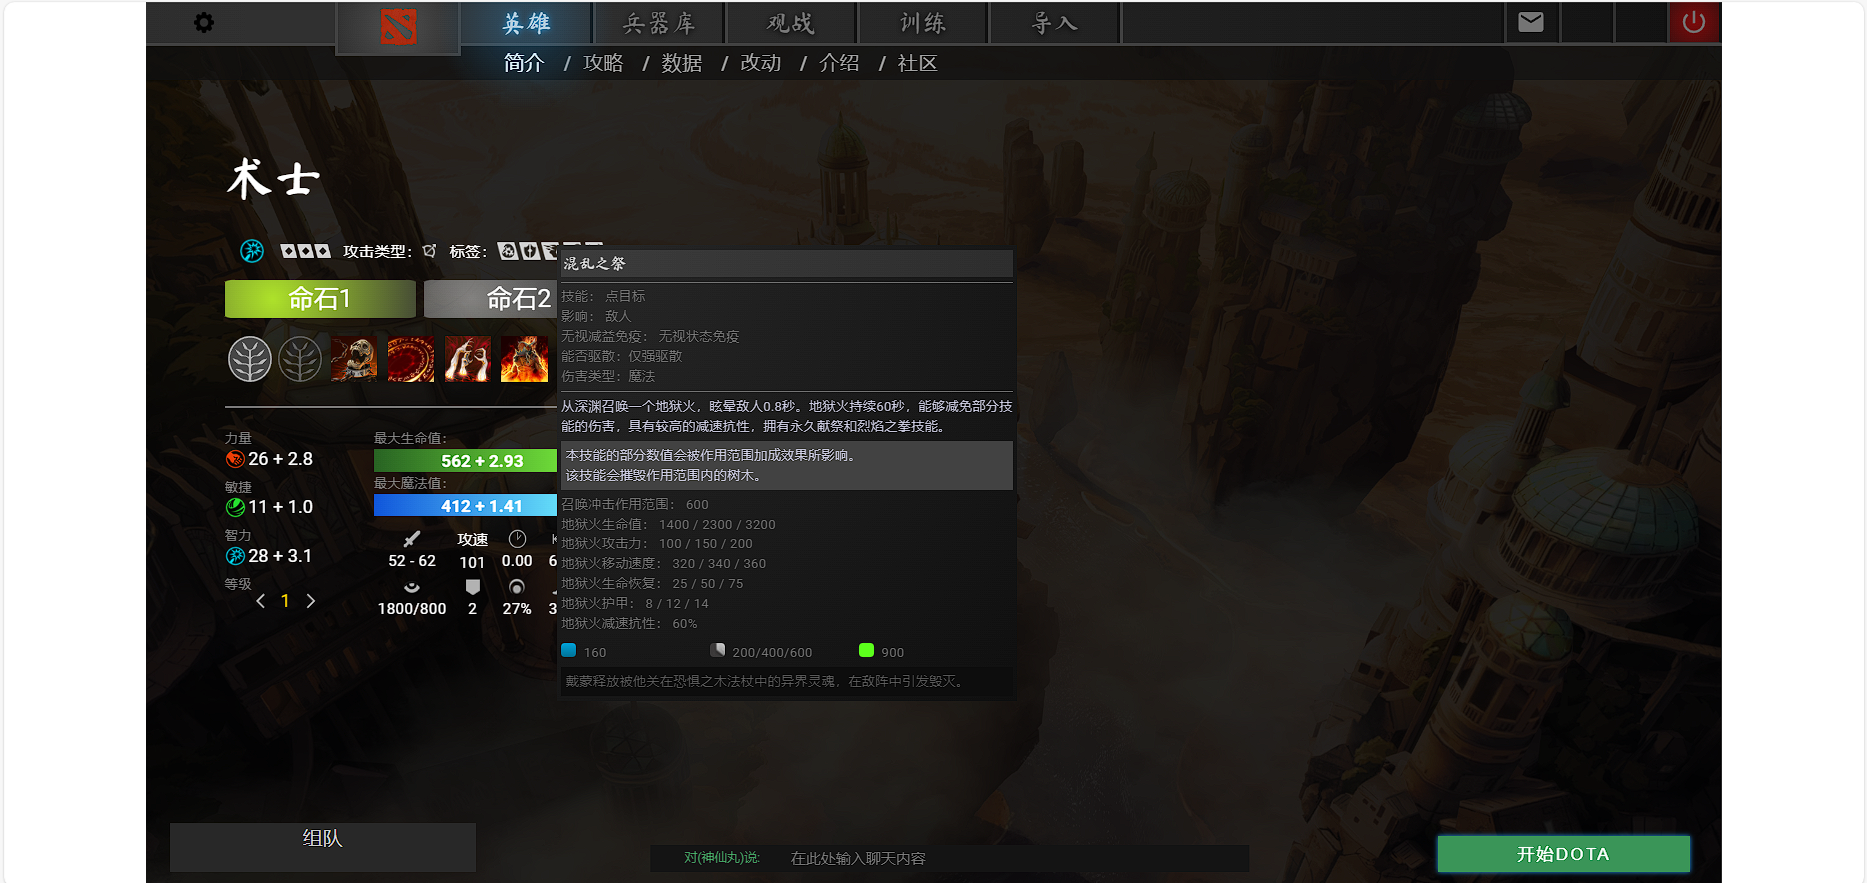 英雄
兵器库
观战
训练
导入
简介 / 攻略 / 数据 / 改动 / 介绍 / 社区
术士
攻击类型： 标签：
命石1
命石2
混乱之祭
技能： 点目标
影响： 敌人
无视减益免疫： 无视状态免疫
能否驱散：仅强驱散
伤害类型：魔法
从深渊召唤一个地狱火，眩晕敌人0.8秒。地狱火持续60秒，能够减免部分技
能的伤害，具有较高的减速抗性，拥有永久献祭和烈焰之拳技能。
本技能的部分数值会被作用范围加成效果所影响。
该技能会摧毁作用范围内的树木。
召唤冲击作用范围： 600
地狱火生命值： 1400 / 2300 / 3200
地狱火攻击力： 100 / 150 / 200
地狱火移动速度： 320 / 340 / 360
地狱火生命恢复： 25 / 50 / 75
地狱火护甲： 8 / 12 / 14
地狱火减速抗性： 60%
160
200/400/600
900
戴蒙释放被他关在恐惧之木法杖中的异界灵魂，在敌阵中引发毁灭。
力量
26 + 2.8
敏捷
11 + 1.0
智力
28 + 3.1
等级
1
最大生命值：
562 + 2.93
最大魔法值：
412 + 1.41
攻速
52 - 62
101
0.00
1800/800
2
27%
组队
对(神仙丸)说：
在此处输入聊天内容
开始DOTA